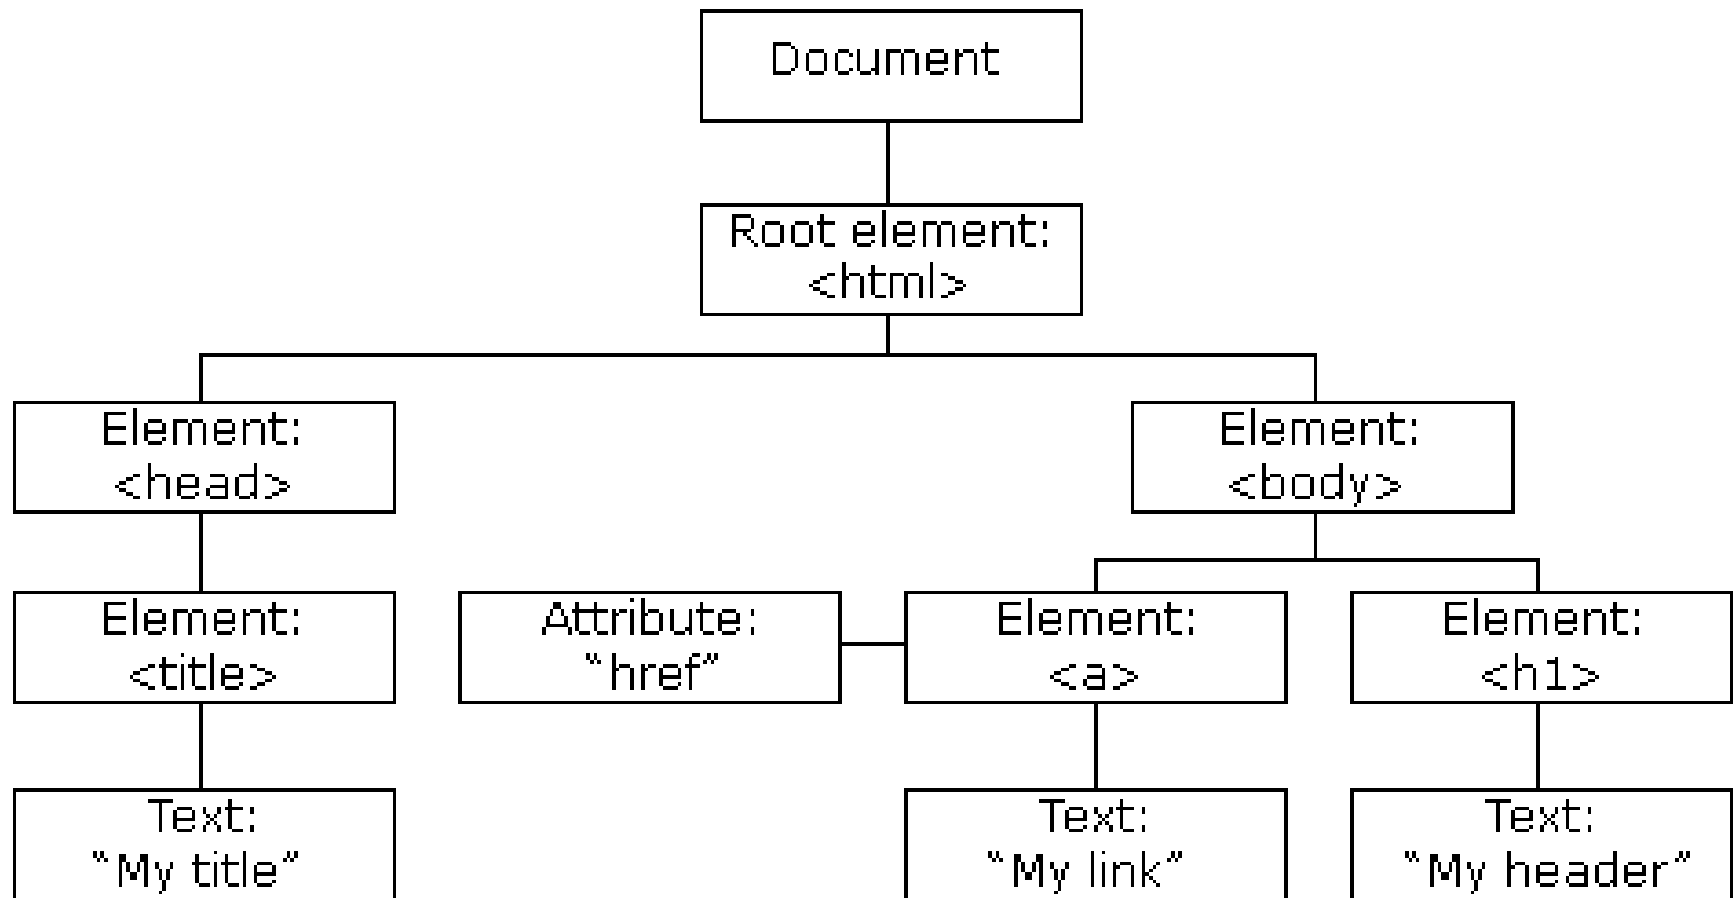 Document
Root element:
<html>
Element:
<head>
Element:
<body>
Element:
<title>
Attribute:
“href”
Element:
<a>
Element:
<h1>
Text:
“My title”
Text:
“My link”
Text:
“My header”